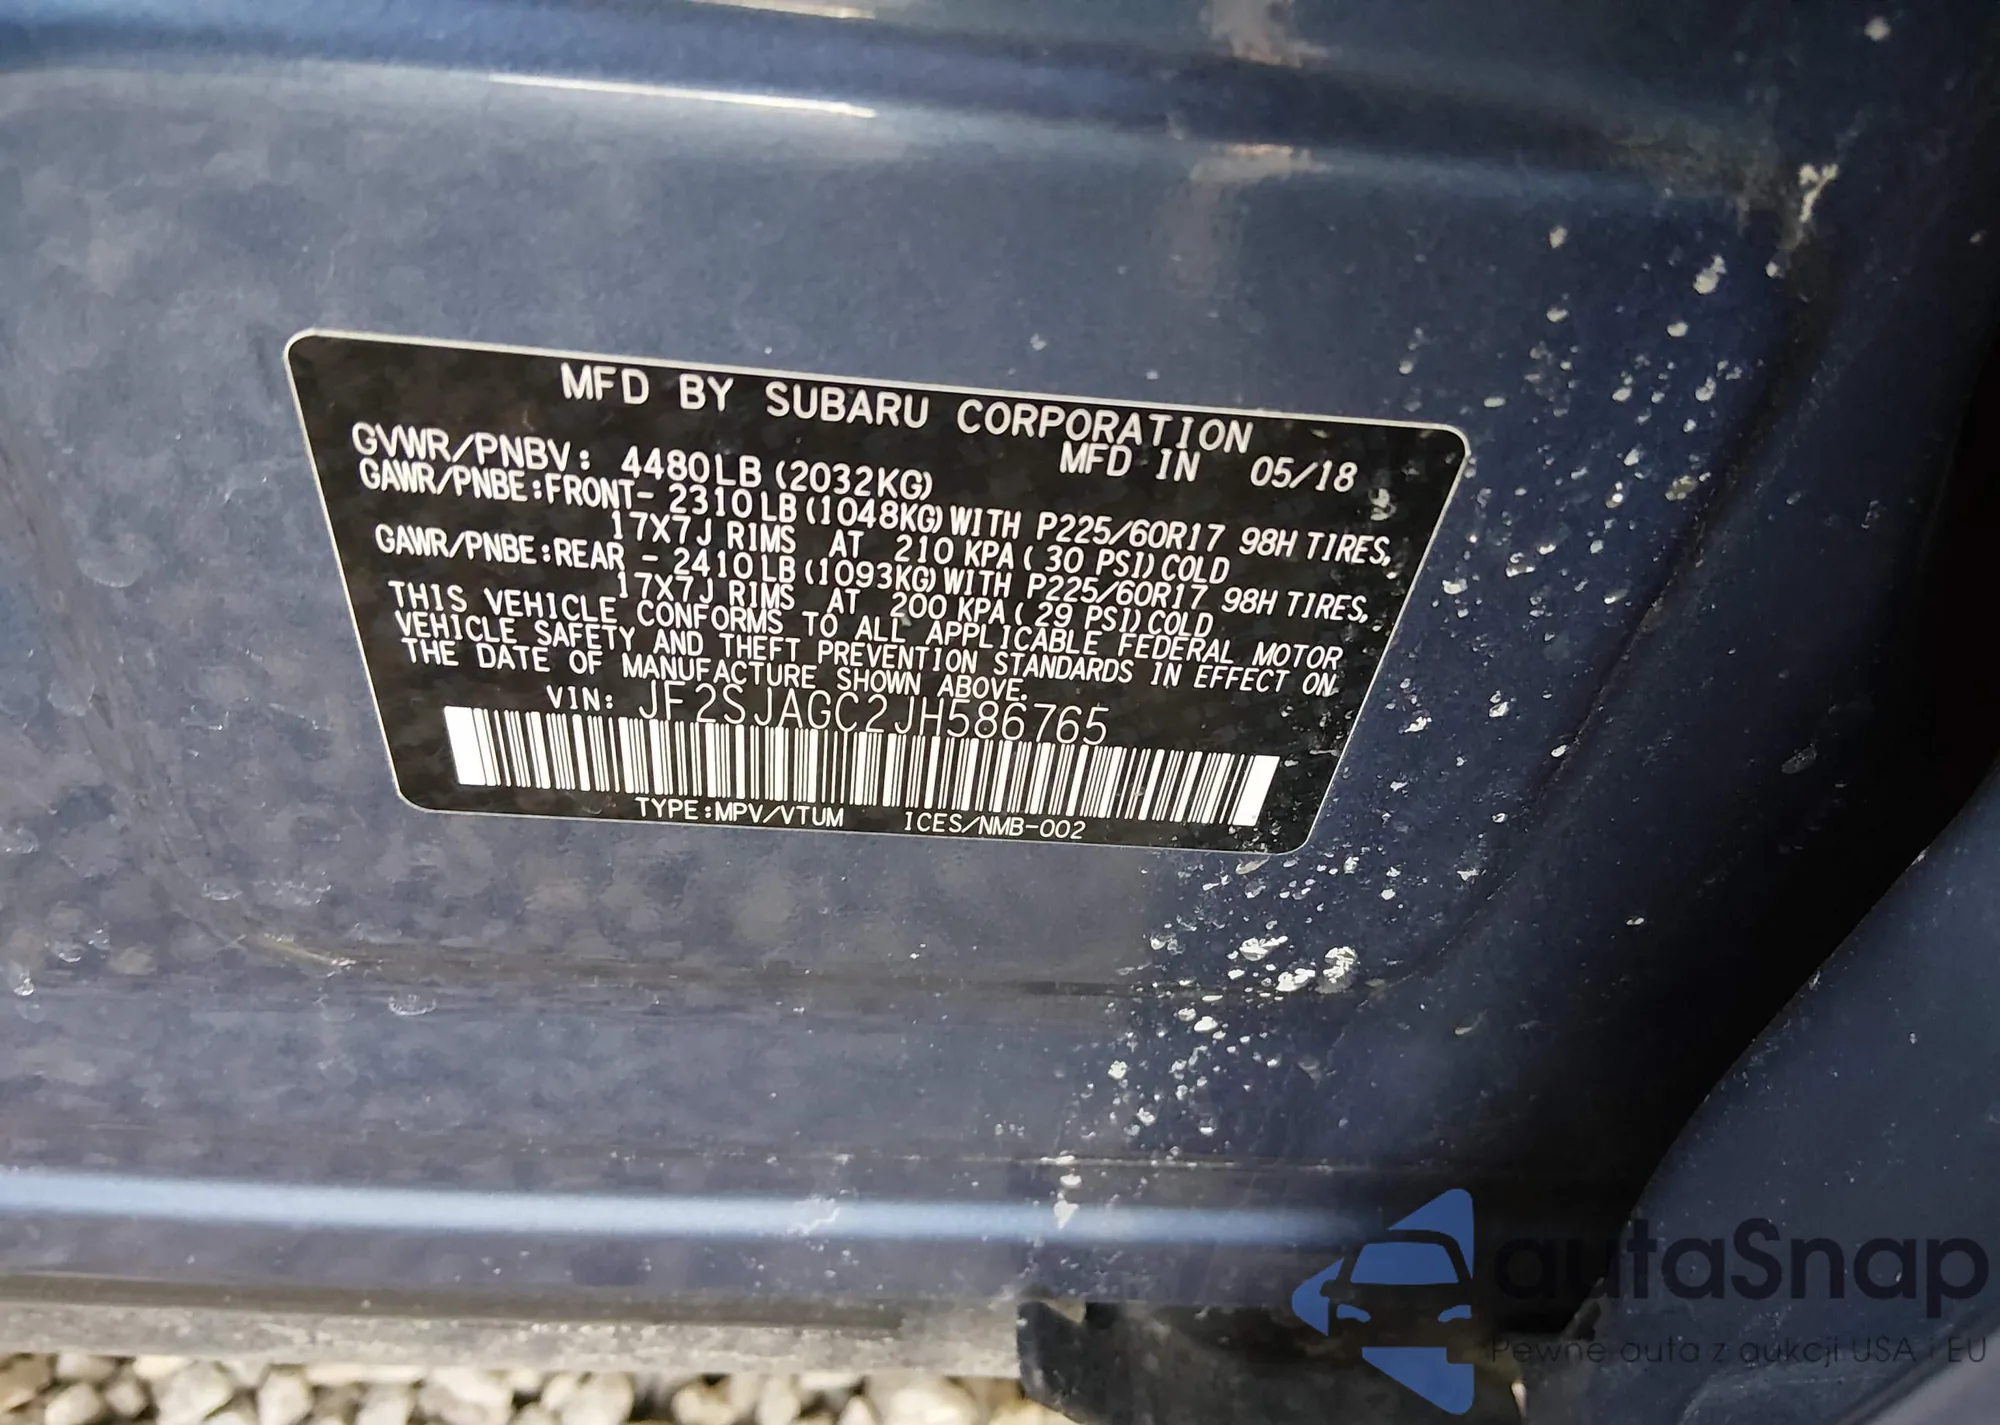 MFD BY SUBARU CORPORATION
MFD IN 05/18
GVWR/PNBV: 4480LB (2032KG)
GAWR/PNBE:FRONT- 2310LB(1048KG)WITH P225/60R17 98H TIRES,
17X7J RIMS AT 210 KPA( 30 PSI)COLD
GAWR/PNBE:REAR - 2410LB(1093KG)WITH P225/60R17 98H TIRES,
17X7J RIMS AT 200 KPA( 29 PSI)COLD
THIS VEHICLE CONFORMS TO ALL APPLICABLE FEDERAL MOTOR
VEHICLE SAFETY AND THEFT PREVENTION STANDARDS IN EFFECT ON
THE DATE OF MANUFACTURE SHOWN ABOVE.
VIN: JF2SJAGC2JH586765
TYPE:MPV/VTUM ICES/NMB-002
autaSnap
Pewne auta z aukcji USA i EU